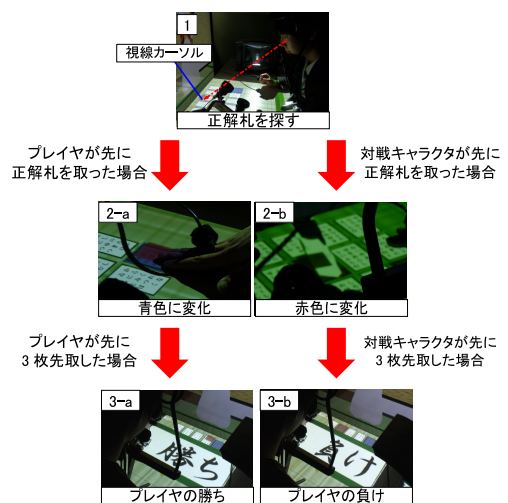 1
視線カーソル
正解札を探す
プレイヤが先に
正解札を取った場合
対戦キャラクタが先に
正解札を取った場合
2-a
2-b
青色に変化
赤色に変化
プレイヤが先に
3枚先取した場合
対戦キャラクタが先に
3枚先取した場合
3-a
3-b
勝ち
負け
プレイヤの勝ち
プレイヤの負け